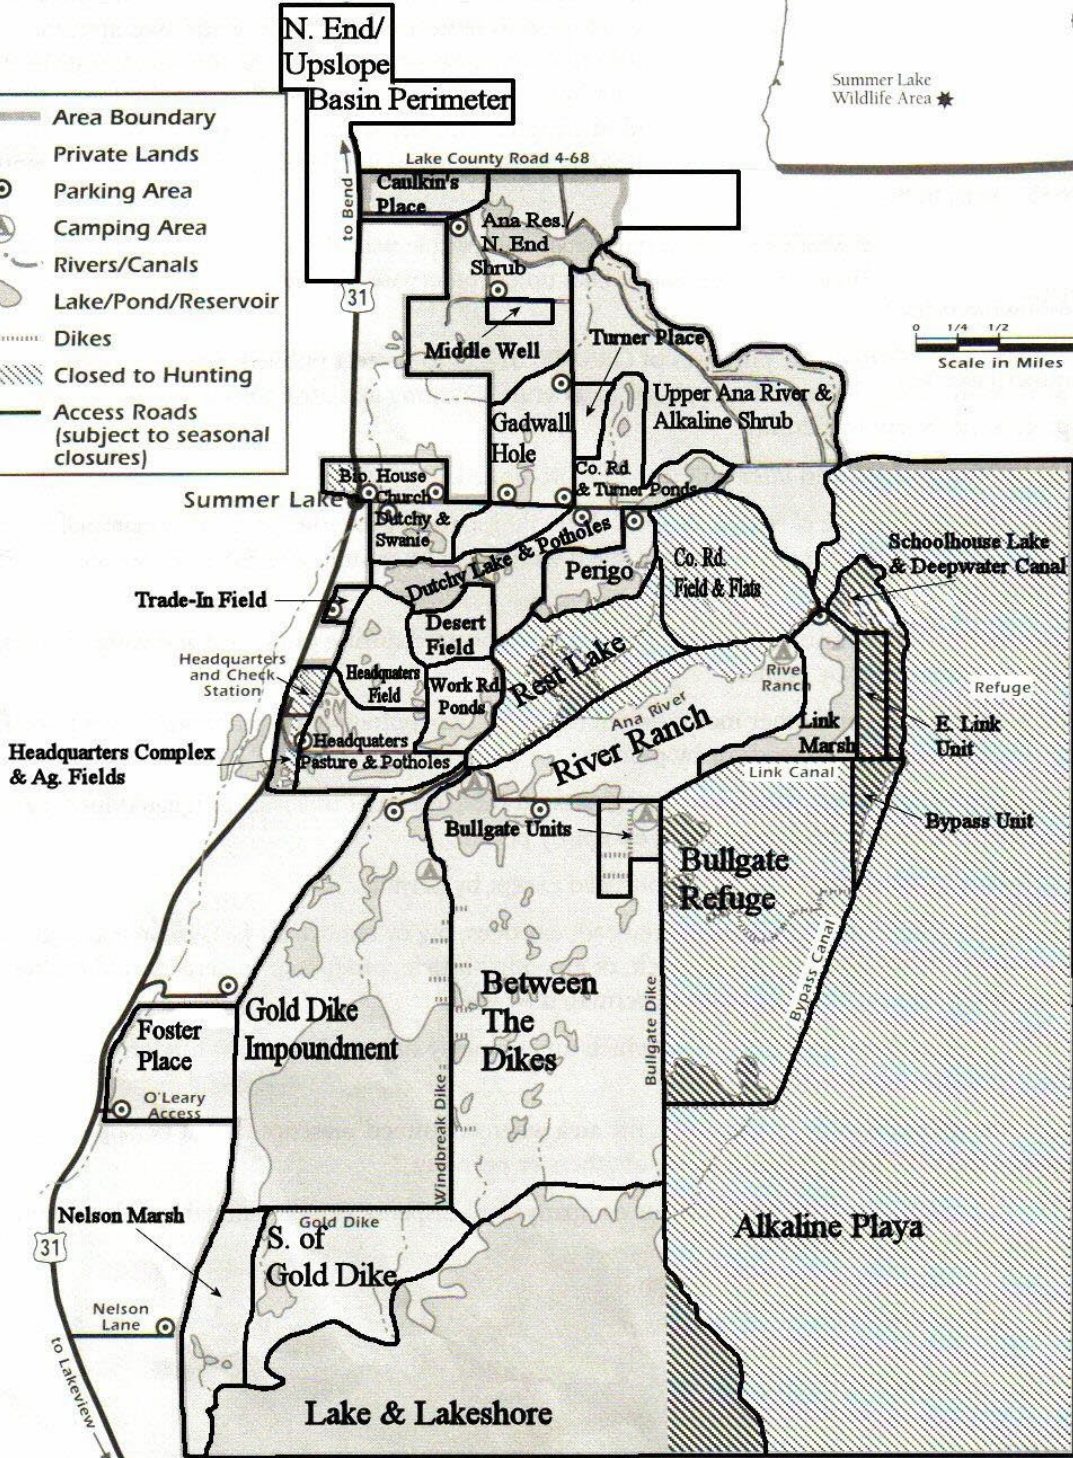 N. End/
Upslope
Basin Perimeter
Summer Lake
Wildlife Area
Area Boundary
Private Lands
Parking Area
Camping Area
Rivers/Canals
Lake/Pond/Reservoir
Dikes
Closed to Hunting
Access Roads
(subject to seasonal
closures)
to Bend
Lake County Road 4-68
Caulkin's
Place
Ana Res./
N. End
Shrub
31
0 1/4 1/2
Scale in Miles
Middle Well
Turner Place
Gadwall
Hole
Upper Ana River &
Alkaline Shrub
Bio. House
Church
Co. Rd.
& Turner Ponds
Summer Lake
Dutchy &
Swanie
Dutchy Lake & Potholes
Perigo
Co. Rd.
Field & Flats
Schoolhouse Lake
& Deepwater Canal
Trade-In Field
Desert
Field
Headquarters
and Check
Station
Headquaters
Field
Work Rd.
Ponds
Rest Lake
Ana River
River Ranch
River
Ranch
Refuge
Link
Marsh
E. Link
Unit
Headquarters Complex
& Ag. Fields
Headquaters
Pasture & Potholes
Link Canal
Bypass Unit
Bullgate Units
Bullgate
Refuge
Bypass Canal
Between
The
Dikes
Bullgate Dike
Gold Dike
Impoundment
Foster
Place
O'Leary
Access
Windbreak Dike
Nelson Marsh
Gold Dike
S. of
Gold Dike
Alkaline Playa
31
Nelson
Lane
to Lakeview
Lake & Lakeshore